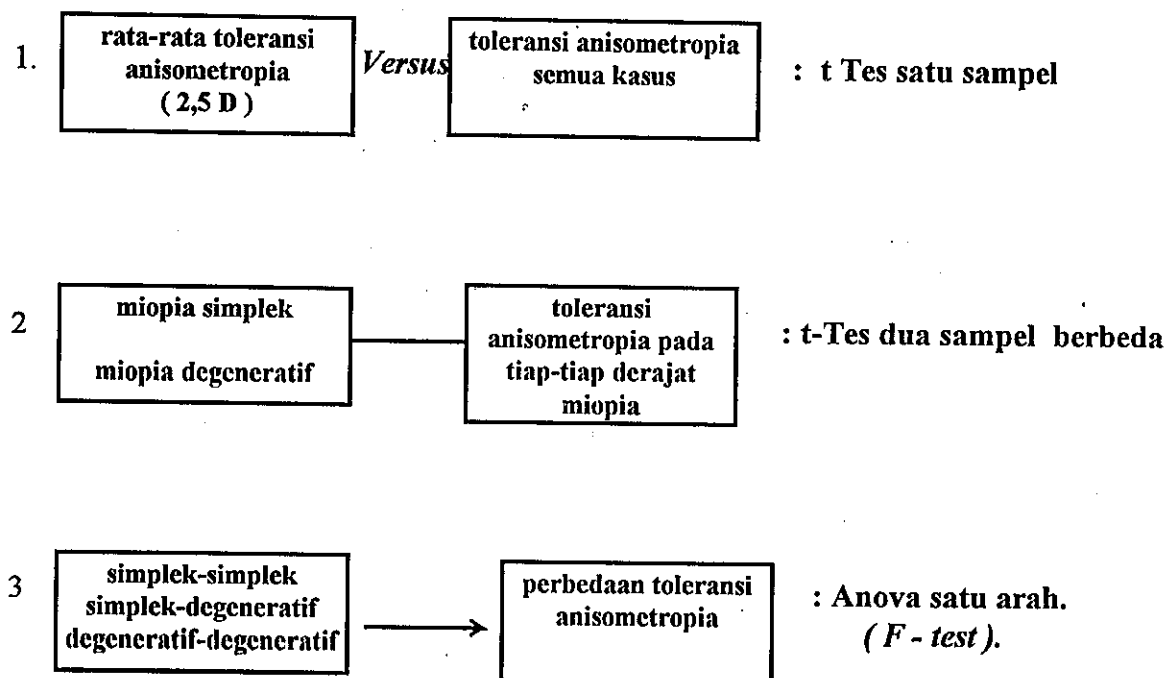 1.
rata-rata toleransi
anisometropia
( 2,5 D )
Versus
toleransi anisometropia
semua kasus
: t Tes satu sampel
2
miopia simplek
miopia degeneratif
toleransi
anisometropia pada
tiap-tiap derajat
miopia
: t-Tes dua sampel berbeda
3
simplek-simplek
simplek-degeneratif
degeneratif-degeneratif
perbedaan toleransi
anisometropia
: Anova satu arah.
( F - test ).